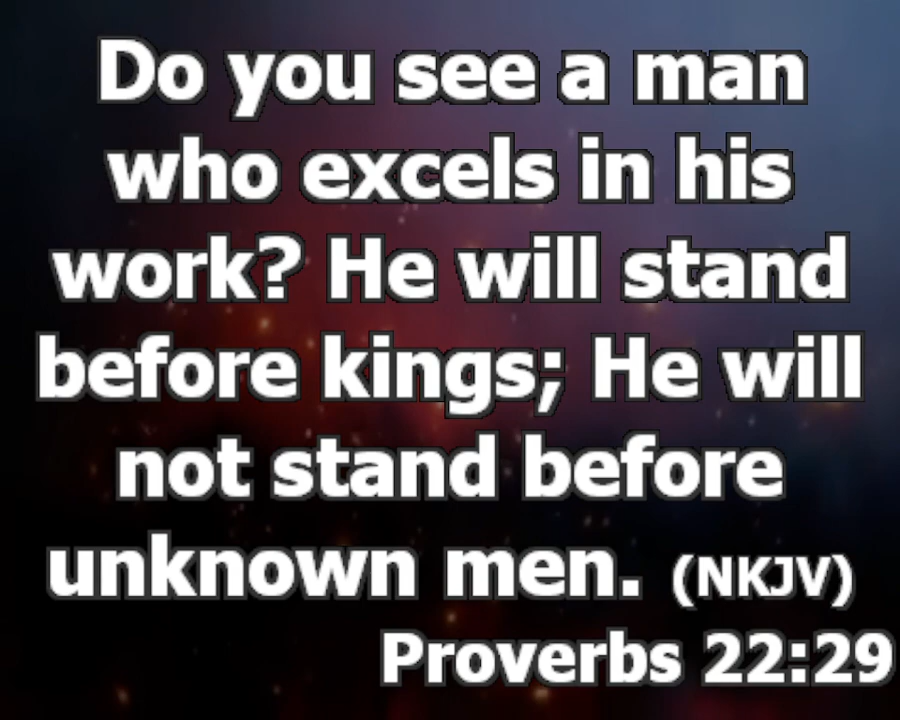 Do you see a man
who excels in his
work? He will stand
before kings; He will
not stand before
unknown men. (NKJV)
Proverbs 22:29